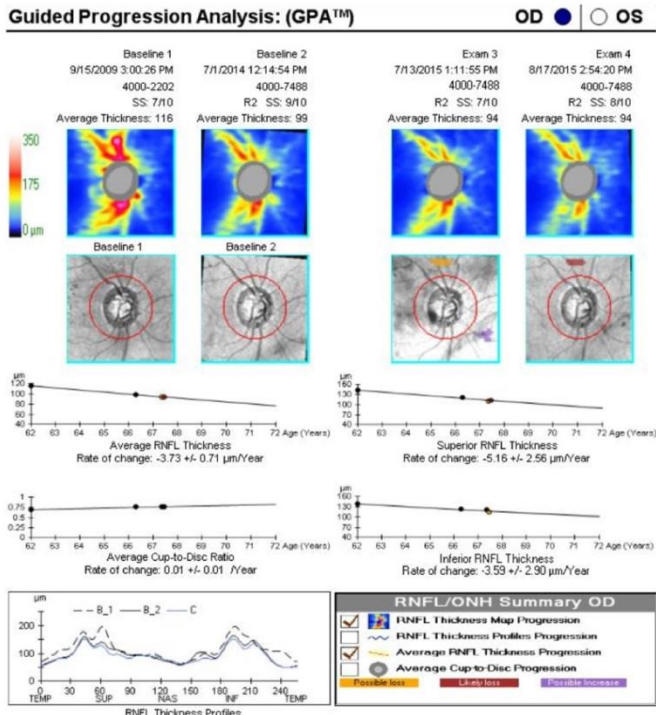 Guided Progression Analysis: (GPA™) OD OS
Baseline 1
9/15/2009 3:00:26 PM
4000-2202
SS: 7/10
Average Thickness: 116
Baseline 2
7/1/2014 12:14:54 PM
4000-7488
R2 SS: 9/10
Average Thickness: 99
Exam 3
7/13/2015 1:11:55 PM
4000-7488
R2 SS: 7/10
Average Thickness: 94
Exam 4
8/17/2015 2:54:20 PM
4000-7488
R2 SS: 8/10
Average Thickness: 94
350
175
0 µm
Baseline 1
Baseline 2
µm
120
100
80
60
40
62 63 64 65 66 67 68 69 70 71 72 Age (Years)
Average RNFL Thickness
Rate of change: -3.73 +/- 0.71 µm/Year
µm
160
130
100
70
40
62 63 64 65 66 67 68 69 70 71 72 Age (Years)
Superior RNFL Thickness
Rate of change: -5.16 +/- 2.56 µm/Year
1
0.75
0.5
0.25
0
62 63 64 65 66 67 68 69 70 71 72 Age (Years)
Average Cup-to-Disc Ratio
Rate of change: 0.01 +/- 0.01 /Year
µm
160
130
100
70
40
62 63 64 65 66 67 68 69 70 71 72 Age (Years)
Inferior RNFL Thickness
Rate of change: -3.59 +/- 2.90 µm/Year
µm
B_1 B_2 C
200
100
0
0 30 60 90 120 150 180 210 240
TEMP SUP NAS INF TEMP
RNFL Thickness Profiles
RNFL/ONH Summary OD
RNFL Thickness Map Progression
RNFL Thickness Profiles Progression
Average RNFL Thickness Progression
Average Cup-to-Disc Progression
Possible loss Likely loss Possible Increase